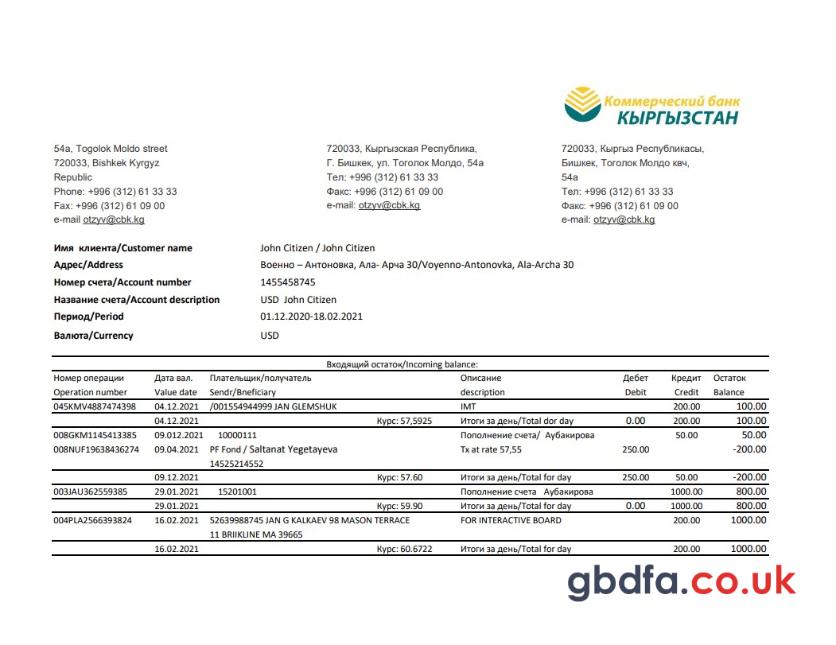 Коммерческий банк
КЫРГЫЗСТАН
54a, Togolok Moldo street
720033, Bishkek Kyrgyz
Republic
Phone: +996 (312) 61 33 33
Fax: +996 (312) 61 09 00
e-mail otzyv@cbk.kg
720033, Кыргызская Республика,
Г. Бишкек, ул. Тоголок Молдо, 54а
Тел: +996 (312) 61 33 33
Факс: +996 (312) 61 09 00
e-mail: otzyv@cbk.kg
720033, Кыргыз Республикасы,
Бишкек, Тоголок Молдо квч,
54а
Тел: +996 (312) 61 33 33
Факс: +996 (312) 61 09 00
e-mail: otzyv@cbk.kg
Имя клиента/Customer name John Citizen / John Citizen
Адрес/Address Военно – Антоновка, Ала- Арча 30/Voyenno-Antonovka, Ala-Archa 30
Номер счета/Account number 1455458745
Название счета/Account description USD John Citizen
Период/Period 01.12.2020-18.02.2021
Валюта/Currency USD
Входящий остаток/Incoming balance:
Номер операции Дата вал. Плательщик/получатель Описание Дебет Кредит Остаток
Operation number Value date Sendr/Bneficiary description Debit Credit Balance
045KMV4887474398 04.12.2021 /001554944999 JAN GLEMSHUK IMT 200.00 100.00
04.12.2021 Курс: 57,5925 Итоги за день/Total dor day 0.00 200.00 100.00
008GKM1145413385 09.012.2021 10000111 Пополнение счета/ Аубакирова 50.00 50.00
008NUF19638436274 09.04.2021 PF Fond / Saltanat Yegetayeva Tx at rate 57,55 250.00 -200.00
14525214552
09.12.2021 Курс: 57.60 Итоги за день/Total for day 250.00 50.00 -200.00
003JAU362559385 29.01.2021 15201001 Пополнение счета Аубакирова 1000.00 800.00
29.01.2021 Курс: 59.90 Итоги за день/Total for day 0.00 1000.00 800.00
004PLA2566393824 16.02.2021 52639988745 JAN G KALKAEV 98 MASON TERRACE FOR INTERACTIVE BOARD 200.00 1000.00
11 BRIIKLINE MA 39665
16.02.2021 Курс: 60.6722 Итоги за день/Total for day 200.00 1000.00
gbdfa.co.uk